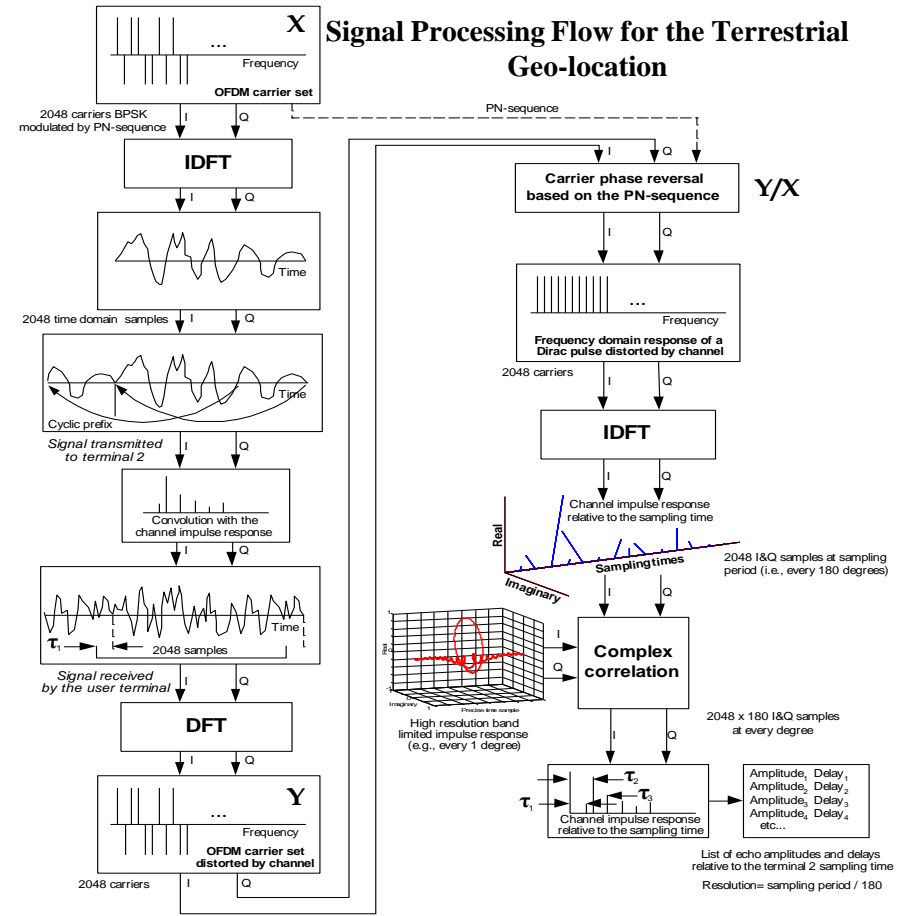 Signal Processing Flow for the Terrestrial
Geo-location
X
...
Frequency
OFDM carrier set
2048 carriers BPSK
modulated by PN-sequence
I
Q
PN-sequence
IDFT
I
Q
Time
2048 time domain samples
I
Q
Time
Cyclic prefix
Signal transmitted
to terminal 2
I
Q
Convolution with the
channel impulse response
I
Q
Time
τ1
2048 samples
Signal received
by the user terminal
I
Q
DFT
I
Q
Y
...
Frequency
OFDM carrier set
distorted by channel
2048 carriers
I
Q
I
Q
Carrier phase reversal
based on the PN-sequence
Y/X
I
Q
...
Frequency
Frequency domain response of a
Dirac pulse distorted by channel
2048 carriers
I
Q
IDFT
I
Q
Channel impulse response
relative to the sampling time
Real
Imaginary
Sampling times
2048 I&Q samples at sampling
period (i.e., every 180 degrees)
I
Q
1
0
-1
Real
Imaginary
Precise time sample
I
Q
High resolution band
limited impulse response
(e.g., every 1 degree)
Complex
correlation
2048 x 180 I&Q samples
at every degree
I
Q
τ1
τ2
τ3
Channel impulse response
relative to the sampling time
Amplitude1 Delay1
Amplitude2 Delay2
Amplitude3 Delay3
Amplitude4 Delay4
etc...
List of echo amplitudes and delays
relative to the terminal 2 sampling time
Resolution= sampling period / 180